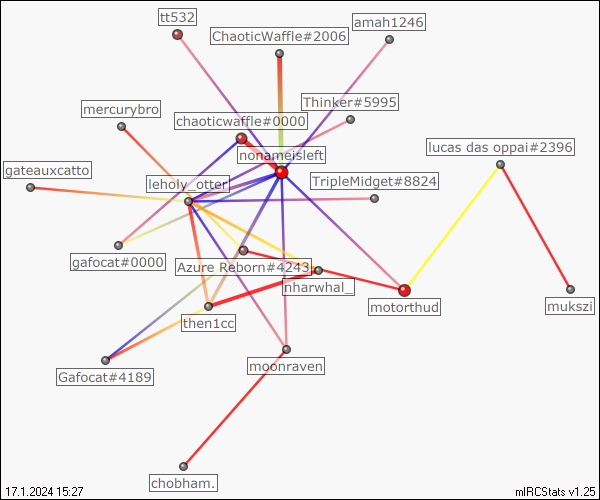 tt532
ChaoticWaffle#2006
amah1246
mercurybro
Thinker#5995
chaoticwaffle#0000
nonameisleft
lucas das oppai#2396
gateauxcatto
leholy_otter
TripleMidget#8824
gafocat#0000
Azure Reborn#4243
nharwhal_
motorthud
mukszi
then1cc
moonraven
Gafocat#4189
chobham.
17.1.2024 15:27
mIRCStats v1.25